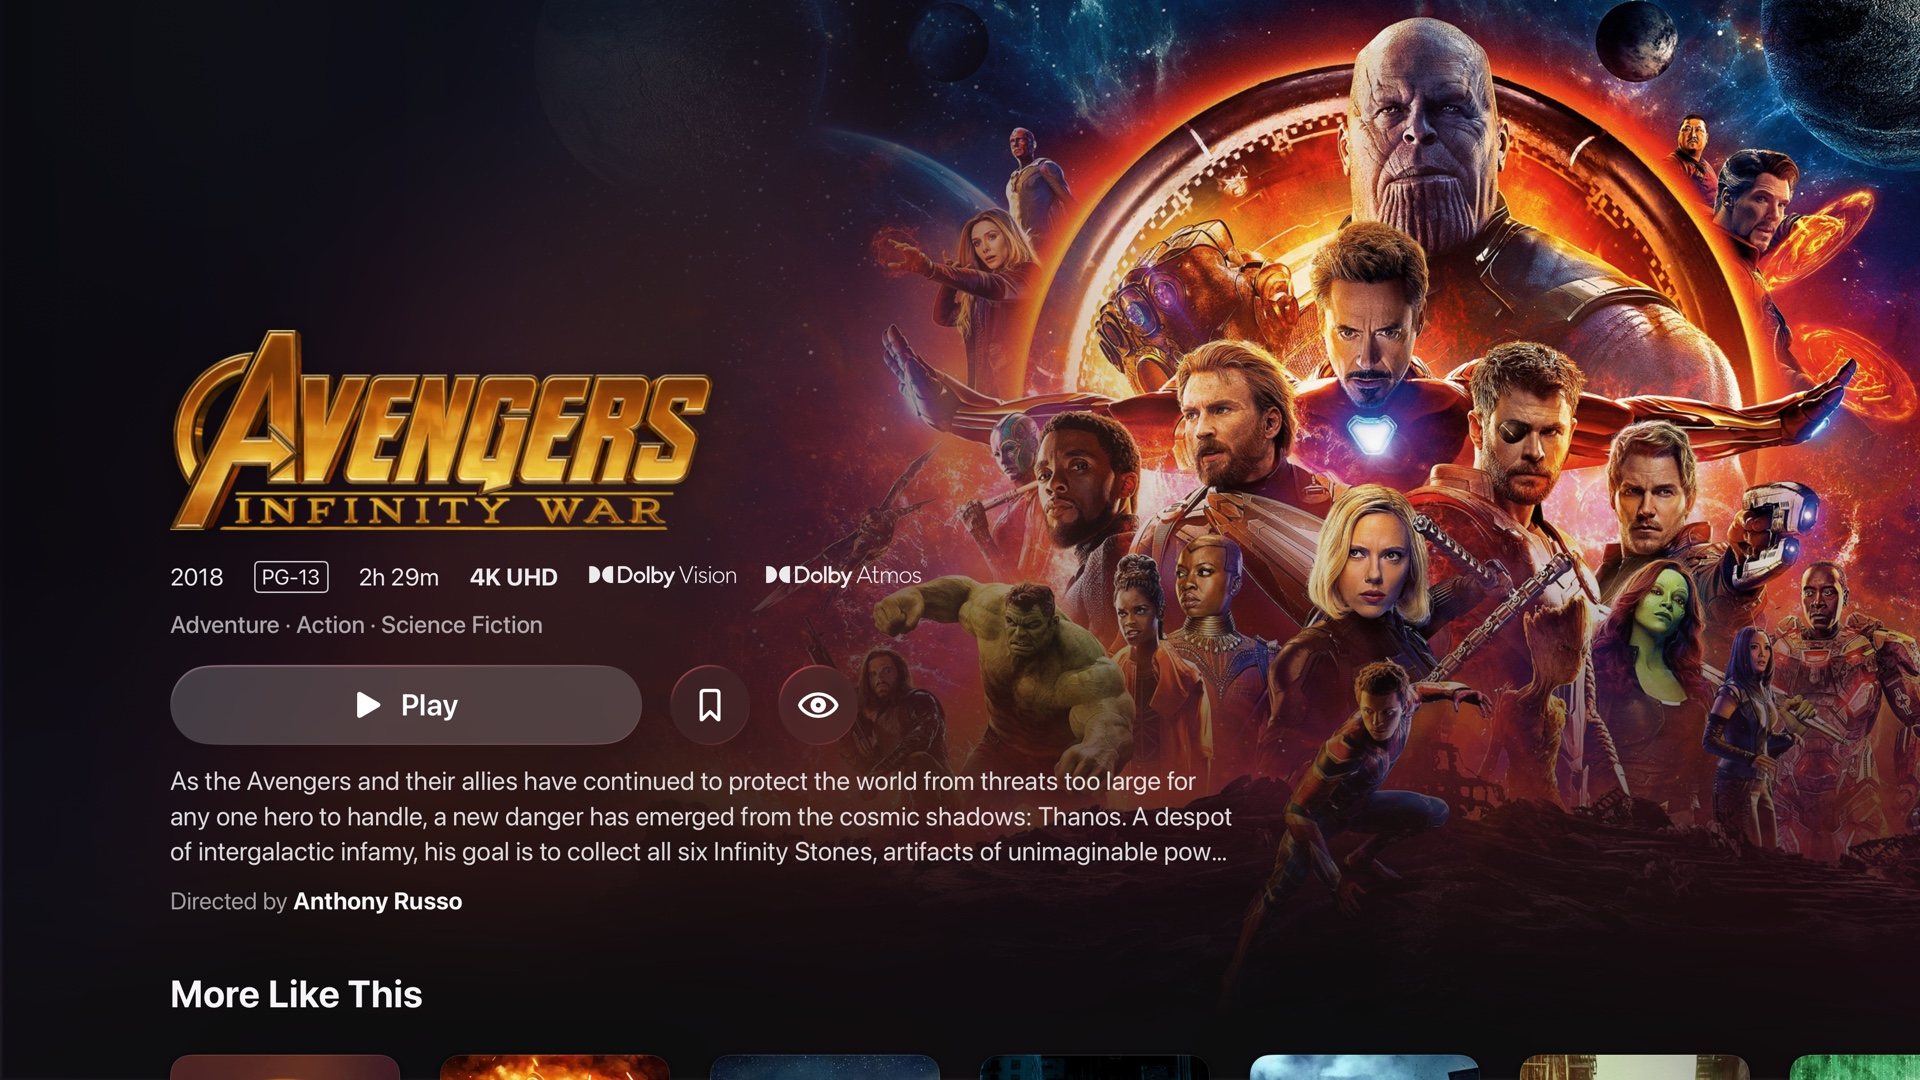 AVENGERS
INFINITY WAR
2018 PG-13 2h 29m 4K UHD Dolby Vision Dolby Atmos
Adventure · Action · Science Fiction
Play
As the Avengers and their allies have continued to protect the world from threats too large for
any one hero to handle, a new danger has emerged from the cosmic shadows: Thanos. A despot
of intergalactic infamy, his goal is to collect all six Infinity Stones, artifacts of unimaginable pow...
Directed by Anthony Russo
More Like This